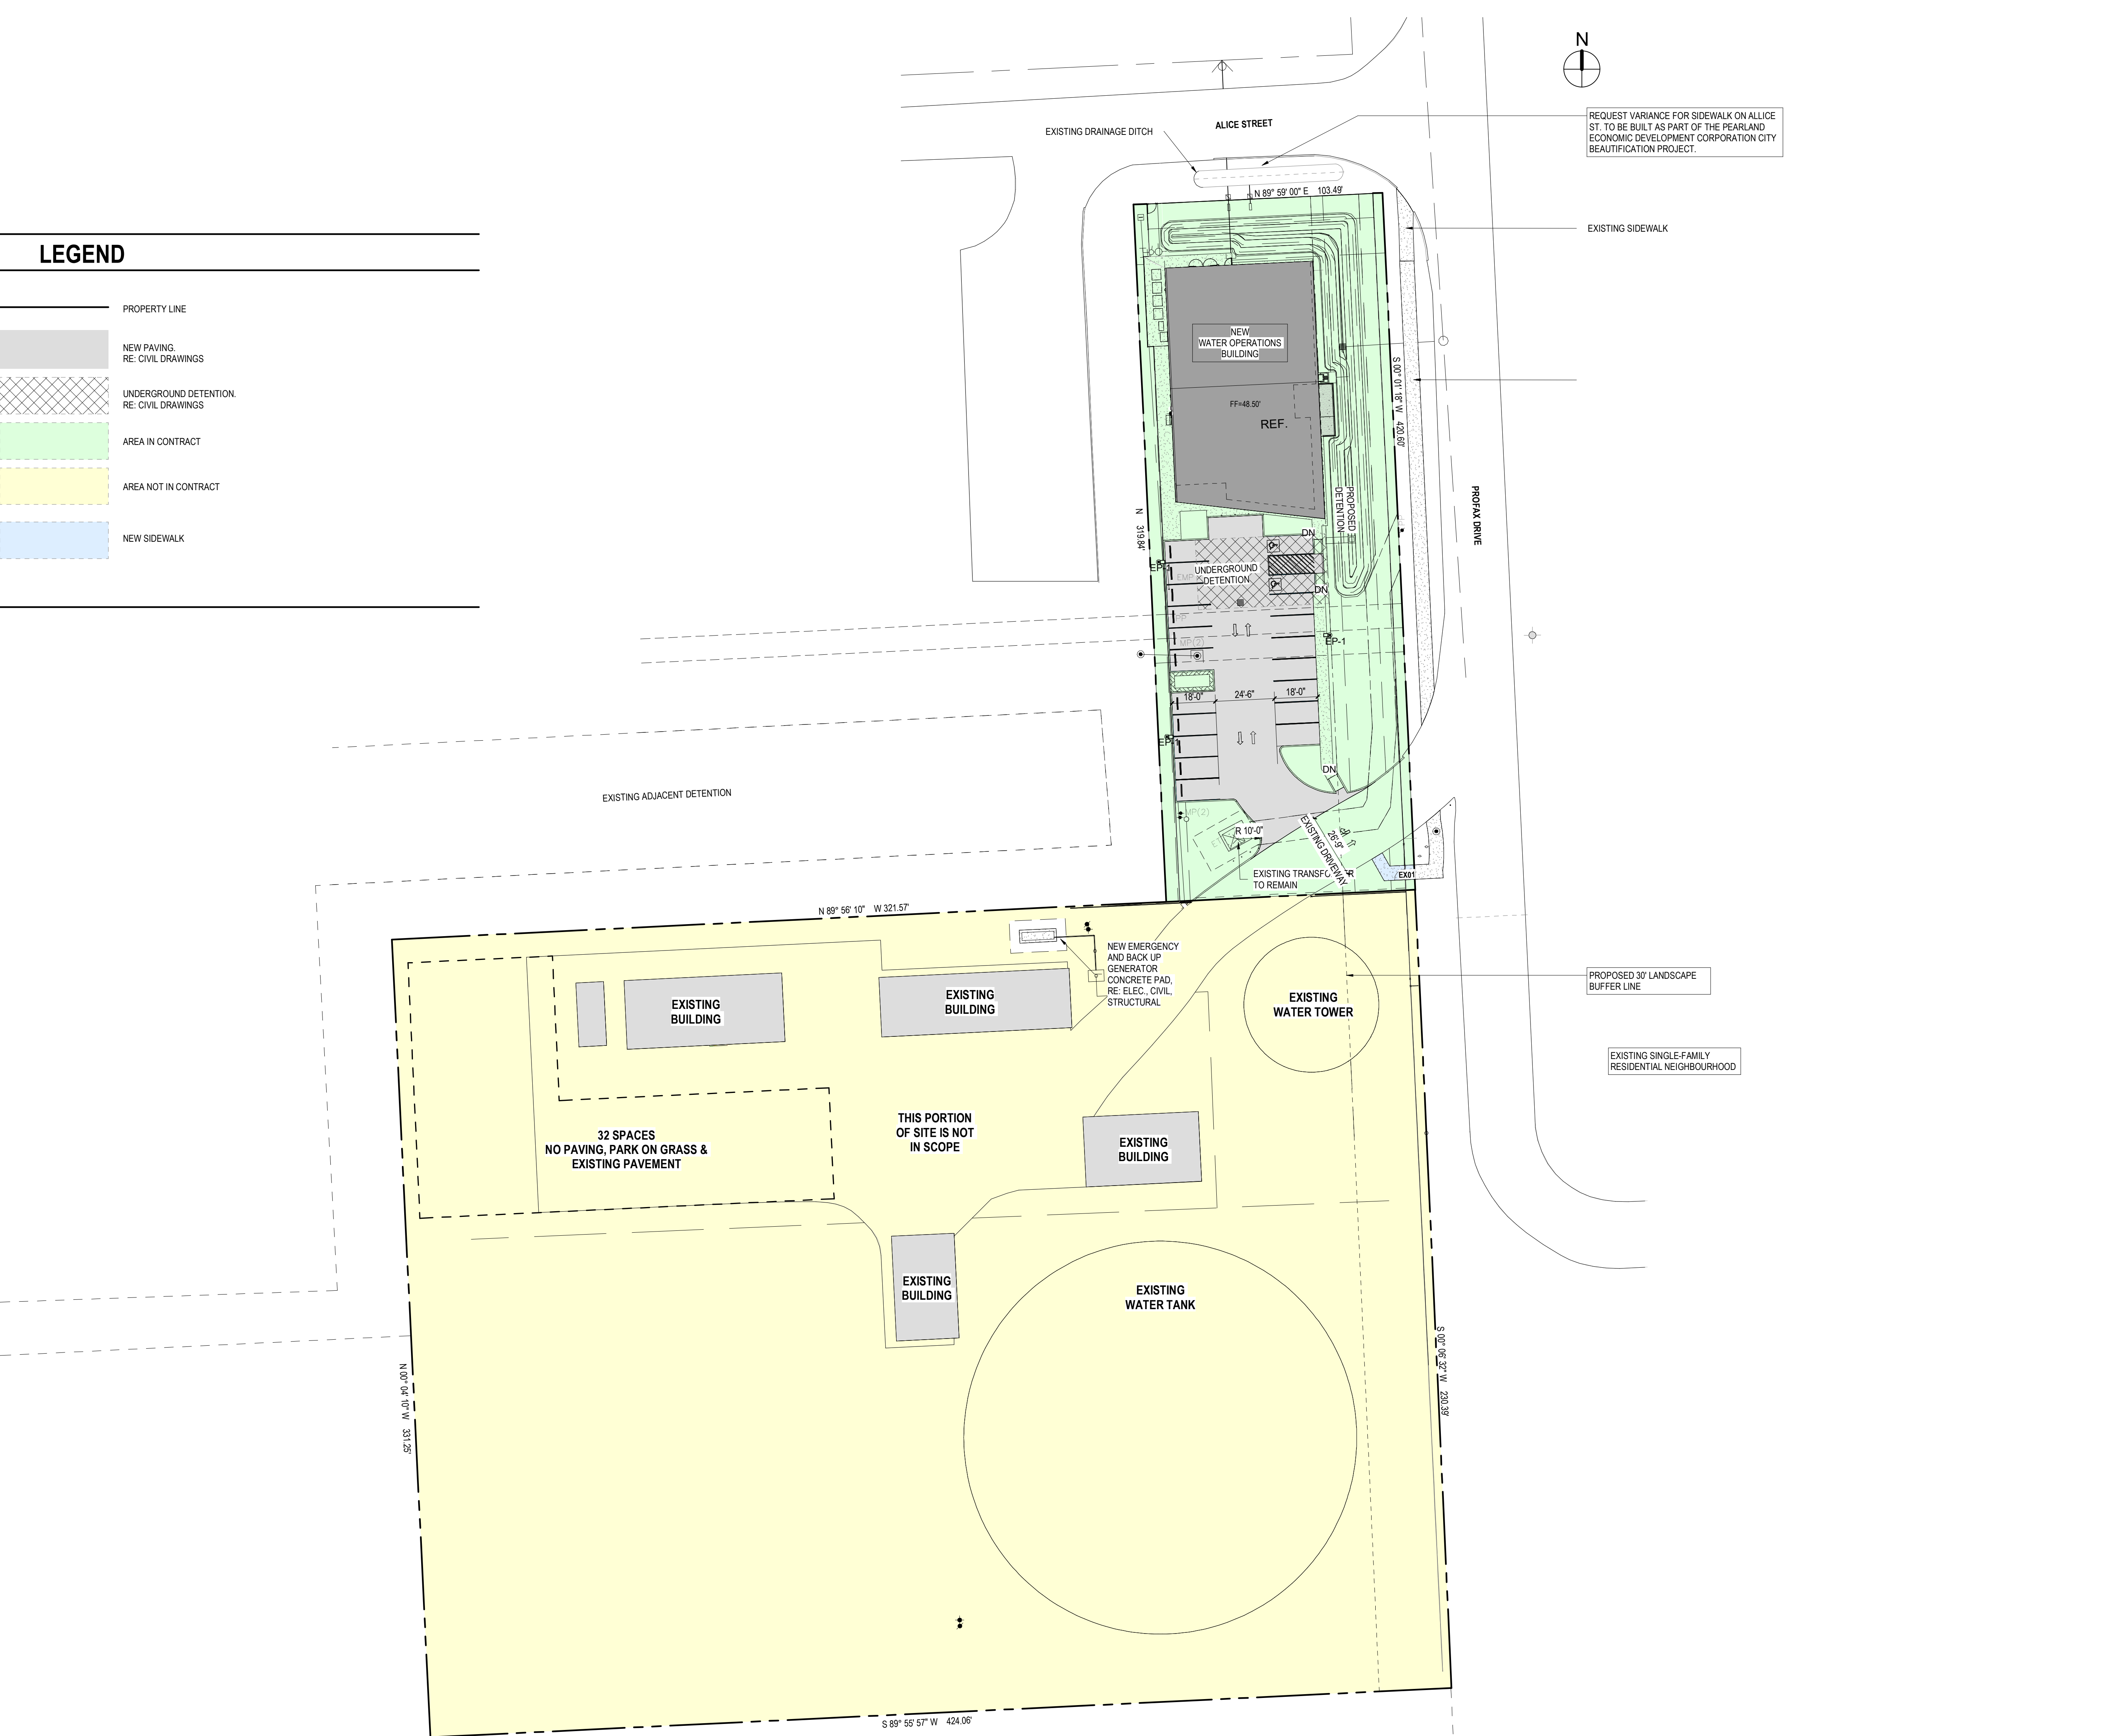 N
REQUEST VARIANCE FOR SIDEWALK ON ALLICE
ST. TO BE BUILT AS PART OF THE PEARLAND
ECONOMIC DEVELOPMENT CORPORATION CITY
BEAUTIFICATION PROJECT.
ALICE STREET
EXISTING DRAINAGE DITCH
N 89° 59' 00" E 103.49'
EXISTING SIDEWALK
LEGEND
PROPERTY LINE
NEW PAVING.
RE: CIVIL DRAWINGS
UNDERGROUND DETENTION.
RE: CIVIL DRAWINGS
AREA IN CONTRACT
AREA NOT IN CONTRACT
NEW SIDEWALK
NEW
WATER OPERATIONS
BUILDING
FF=48.50'
REF.
S 00° 01' 18" W 420.60'
PROPOSED
DETENTION
PROFAX DRIVE
N 319.84'
DN
EP-1
UNDERGROUND
DETENTION
DN
PP
MP(2)
EP-1
18'-0"
24'-6"
18'-0"
DN
MP(2)
R 10'-0"
EXISTING DRIVEWAY
26'-9"
EX01
EXISTING TRANSFO
R
TO REMAIN
EXISTING ADJACENT DETENTION
N 89° 56' 10" W 321.57'
NEW EMERGENCY
AND BACK UP
GENERATOR
CONCRETE PAD,
RE: ELEC., CIVIL,
STRUCTURAL
PROPOSED 30' LANDSCAPE
BUFFER LINE
EXISTING
BUILDING
EXISTING
BUILDING
EXISTING
WATER TOWER
EXISTING SINGLE-FAMILY
RESIDENTIAL NEIGHBOURHOOD
32 SPACES
NO PAVING, PARK ON GRASS &
EXISTING PAVEMENT
THIS PORTION
OF SITE IS NOT
IN SCOPE
EXISTING
BUILDING
EXISTING
BUILDING
EXISTING
WATER TANK
N 00° 04' 10" W 331.25'
S 00° 06' 32" W 230.39'
S 89° 55' 57" W 424.06'